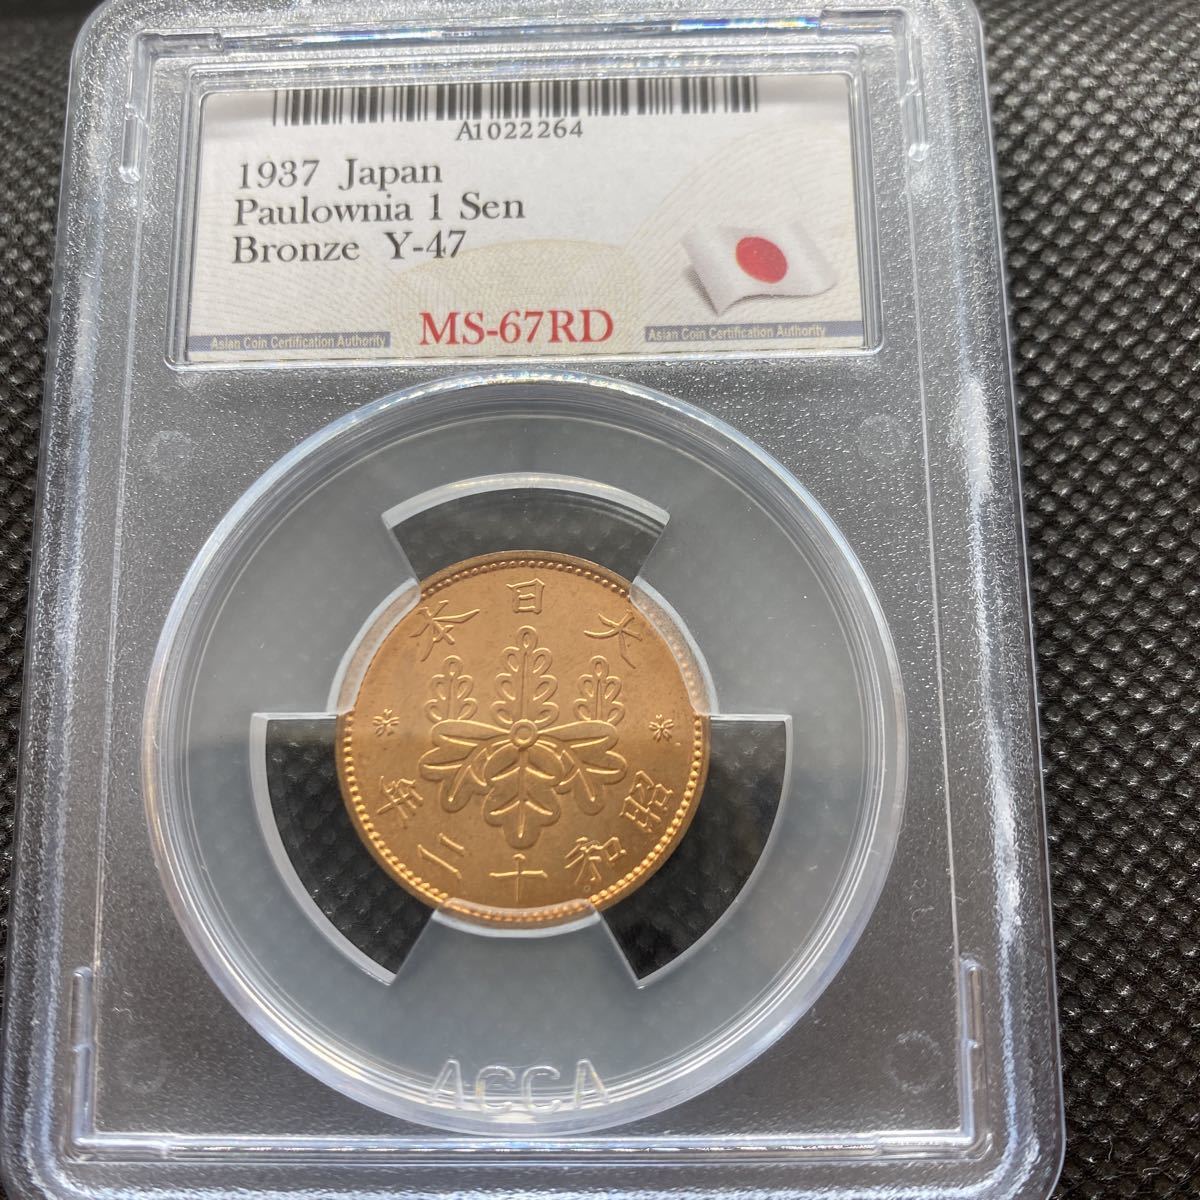 A1022264
1937 Japan
Paulownia 1 Sen
Bronze Y-47
MS-67RD
Asian Coin Certification Authority
Asian Coin Certification Authority
大日本
昭和十二年
ACCA